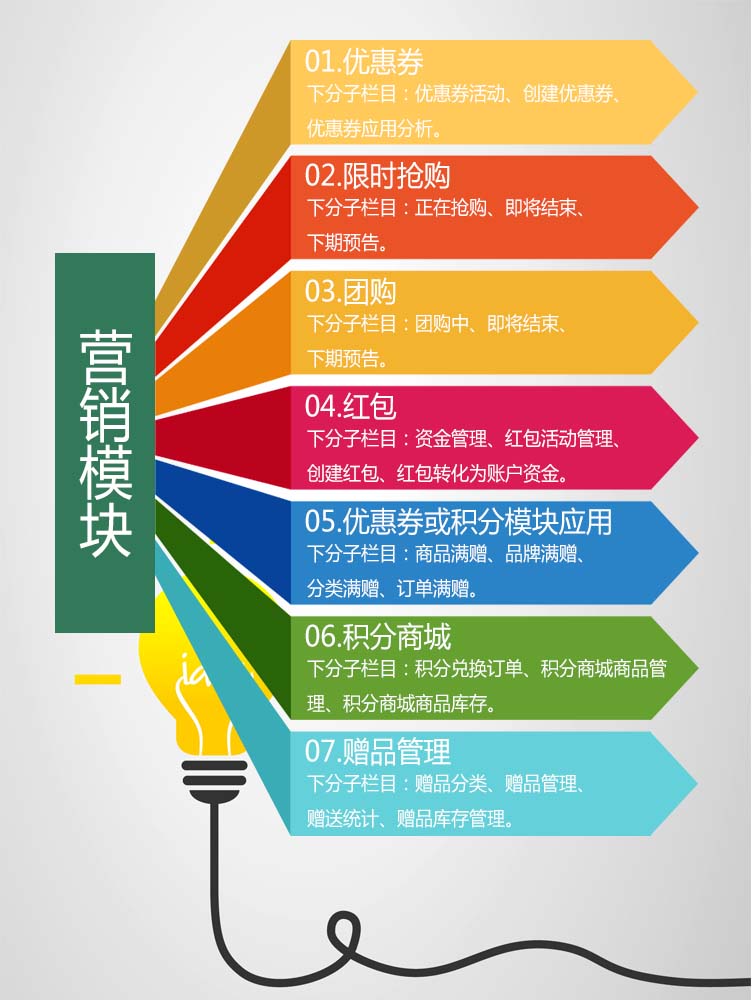 营销模块
01.优惠券
下分子栏目：优惠券活动、创建优惠券、
优惠券应用分析。
02.限时抢购
下分子栏目：正在抢购、即将结束、
下期预告。
03.团购
下分子栏目：团购中、即将结束、
下期预告。
04.红包
下分子栏目：资金管理、红包活动管理、
创建红包、红包转化为账户资金。
05.优惠券或积分模块应用
下分子栏目：商品满赠、品牌满赠、
分类满赠、订单满赠。
06.积分商城
下分子栏目：积分兑换订单、积分商城商品管
理、积分商城商品库存。
07.赠品管理
下分子栏目：赠品分类、赠品管理、
赠送统计、赠品库存管理。